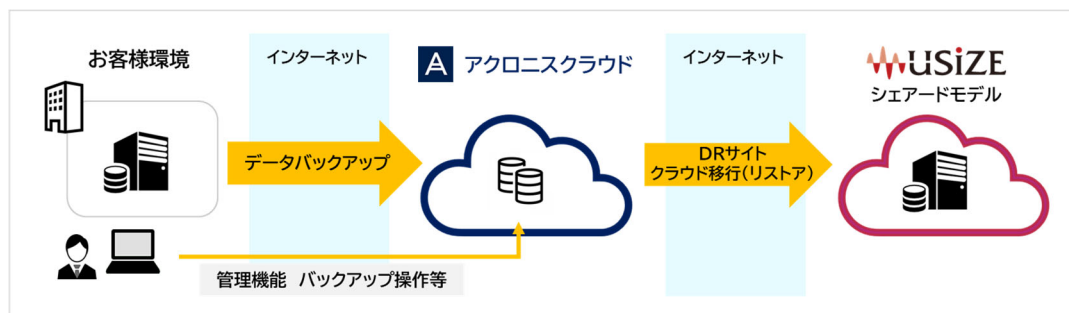 お客様環境
インターネット
A アクロニスクラウド
インターネット
USiZE
シェアードモデル
データバックアップ
DRサイト
クラウド移行(リストア)
管理機能 バックアップ操作等